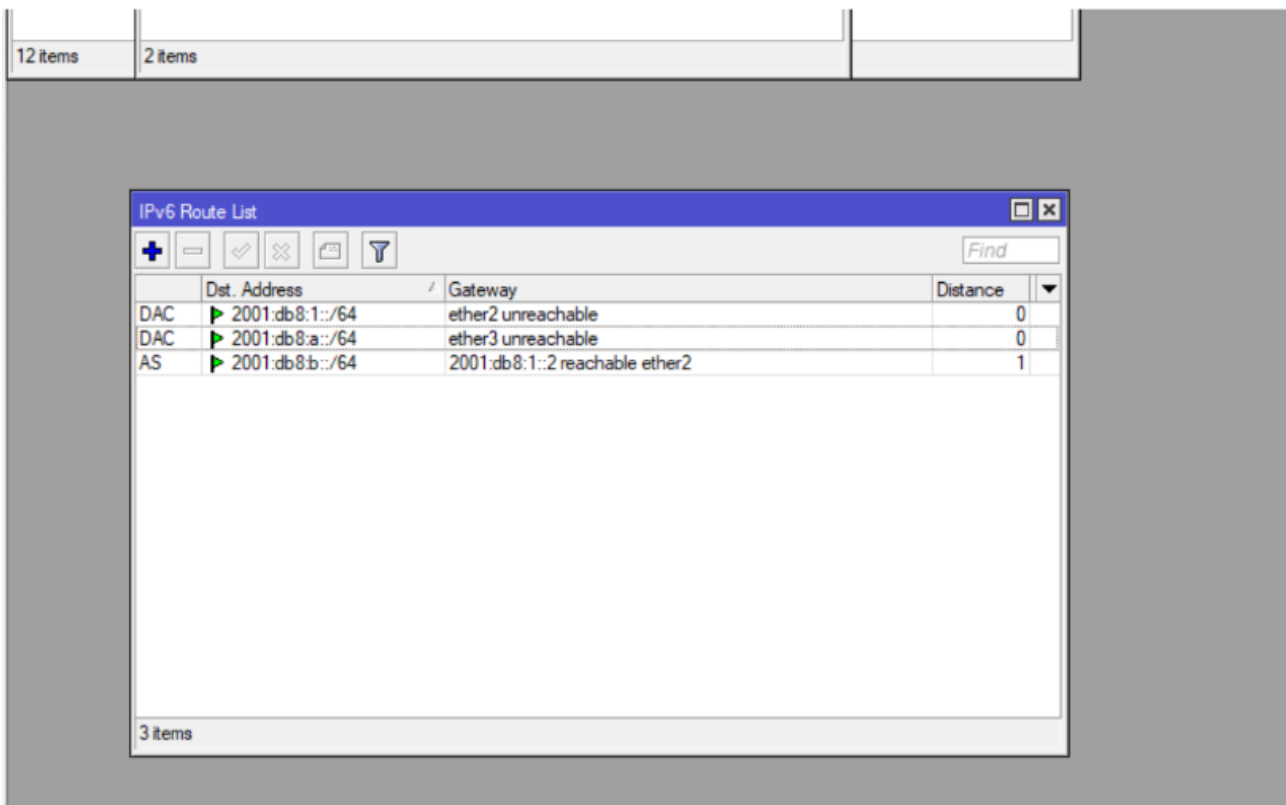 12 items 2 items
IPv6 Route List
Find
Dst. Address Gateway Distance
DAC 2001:db8:1::/64 ether2 unreachable 0
DAC 2001:db8:a::/64 ether3 unreachable 0
AS 2001:db8:b::/64 2001:db8:1::2 reachable ether2 1
3 items